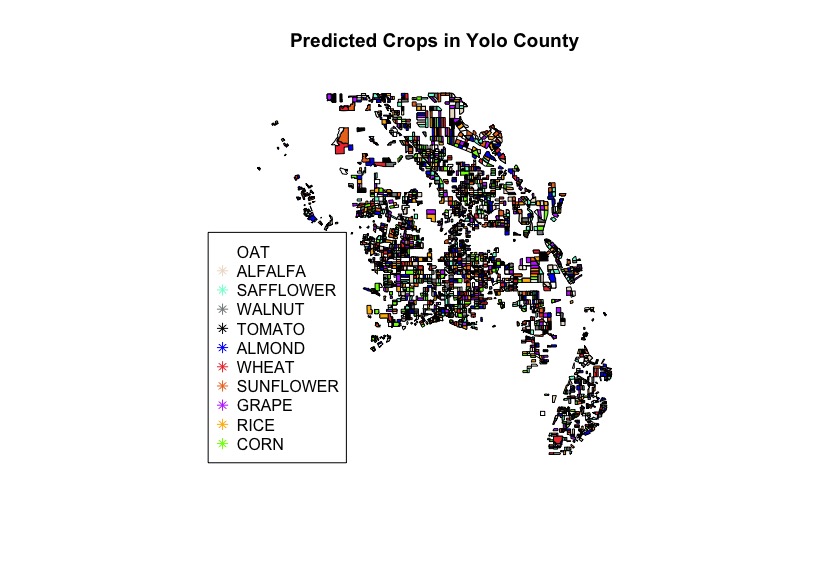 Predicted Crops in Yolo County
OAT
ALFALFA
SAFFLOWER
WALNUT
TOMATO
ALMOND
WHEAT
SUNFLOWER
GRAPE
RICE
CORN